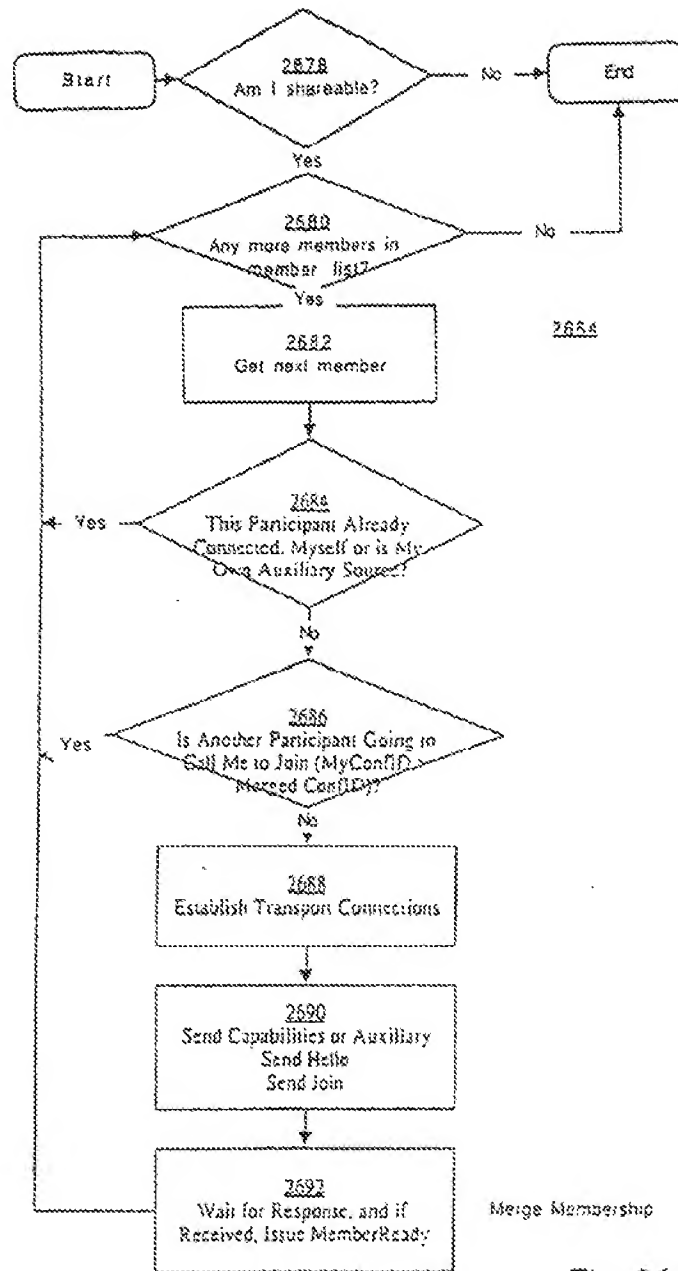 Start
2678
Am I shareable?
No
End
Yes
2680
Any more members in
member list?
No
Yes
2682
Get next member
2684
This Participant Already
Connected, Myself or is My
Own Auxiliary Source?
Yes
No
2686
Is Another Participant Going to
Call Me to Join (MyConfID >
Merged ConfID)?
Yes
No
2688
Establish Transport Connections
2690
Send Capabilities or Auxiliary
Send Hello
Send Join
2692
Wait for Response, and if
Received, Issue MemberReady
Merge Membership